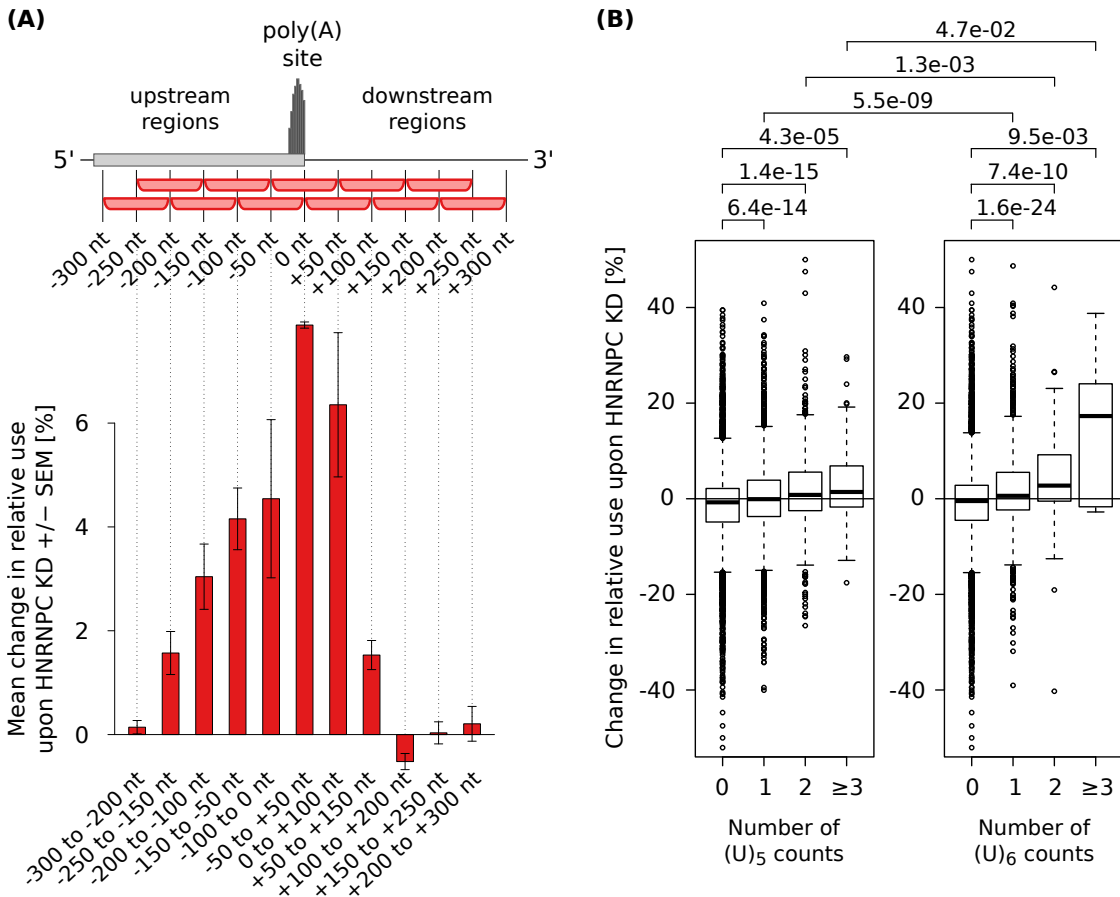 (A)
poly(A)
site
upstream
regions
downstream
regions
5'
3'
-300 nt
-250 nt
-200 nt
-150 nt
-100 nt
-50 nt
0 nt
+50 nt
+100 nt
+150 nt
+200 nt
+250 nt
+300 nt
Mean change in relative use
upon HNRNPC KD +/− SEM [%]
6
4
2
0
-300 to -200 nt
-250 to -150 nt
-200 to -100 nt
-150 to -50 nt
-100 to 0 nt
-50 to +50 nt
0 to +100 nt
+50 to +150 nt
+100 to +200 nt
+150 to +250 nt
+200 to +300 nt
(B)
4.7e-02
1.3e-03
5.5e-09
4.3e-05
9.5e-03
1.4e-15
7.4e-10
6.4e-14
1.6e-24
Change in relative use upon HNRNPC KD [%]
40
20
0
-20
-40
40
20
0
-20
-40
0 1 2 ≥3
0 1 2 ≥3
Number of
(U)5 counts
Number of
(U)6 counts